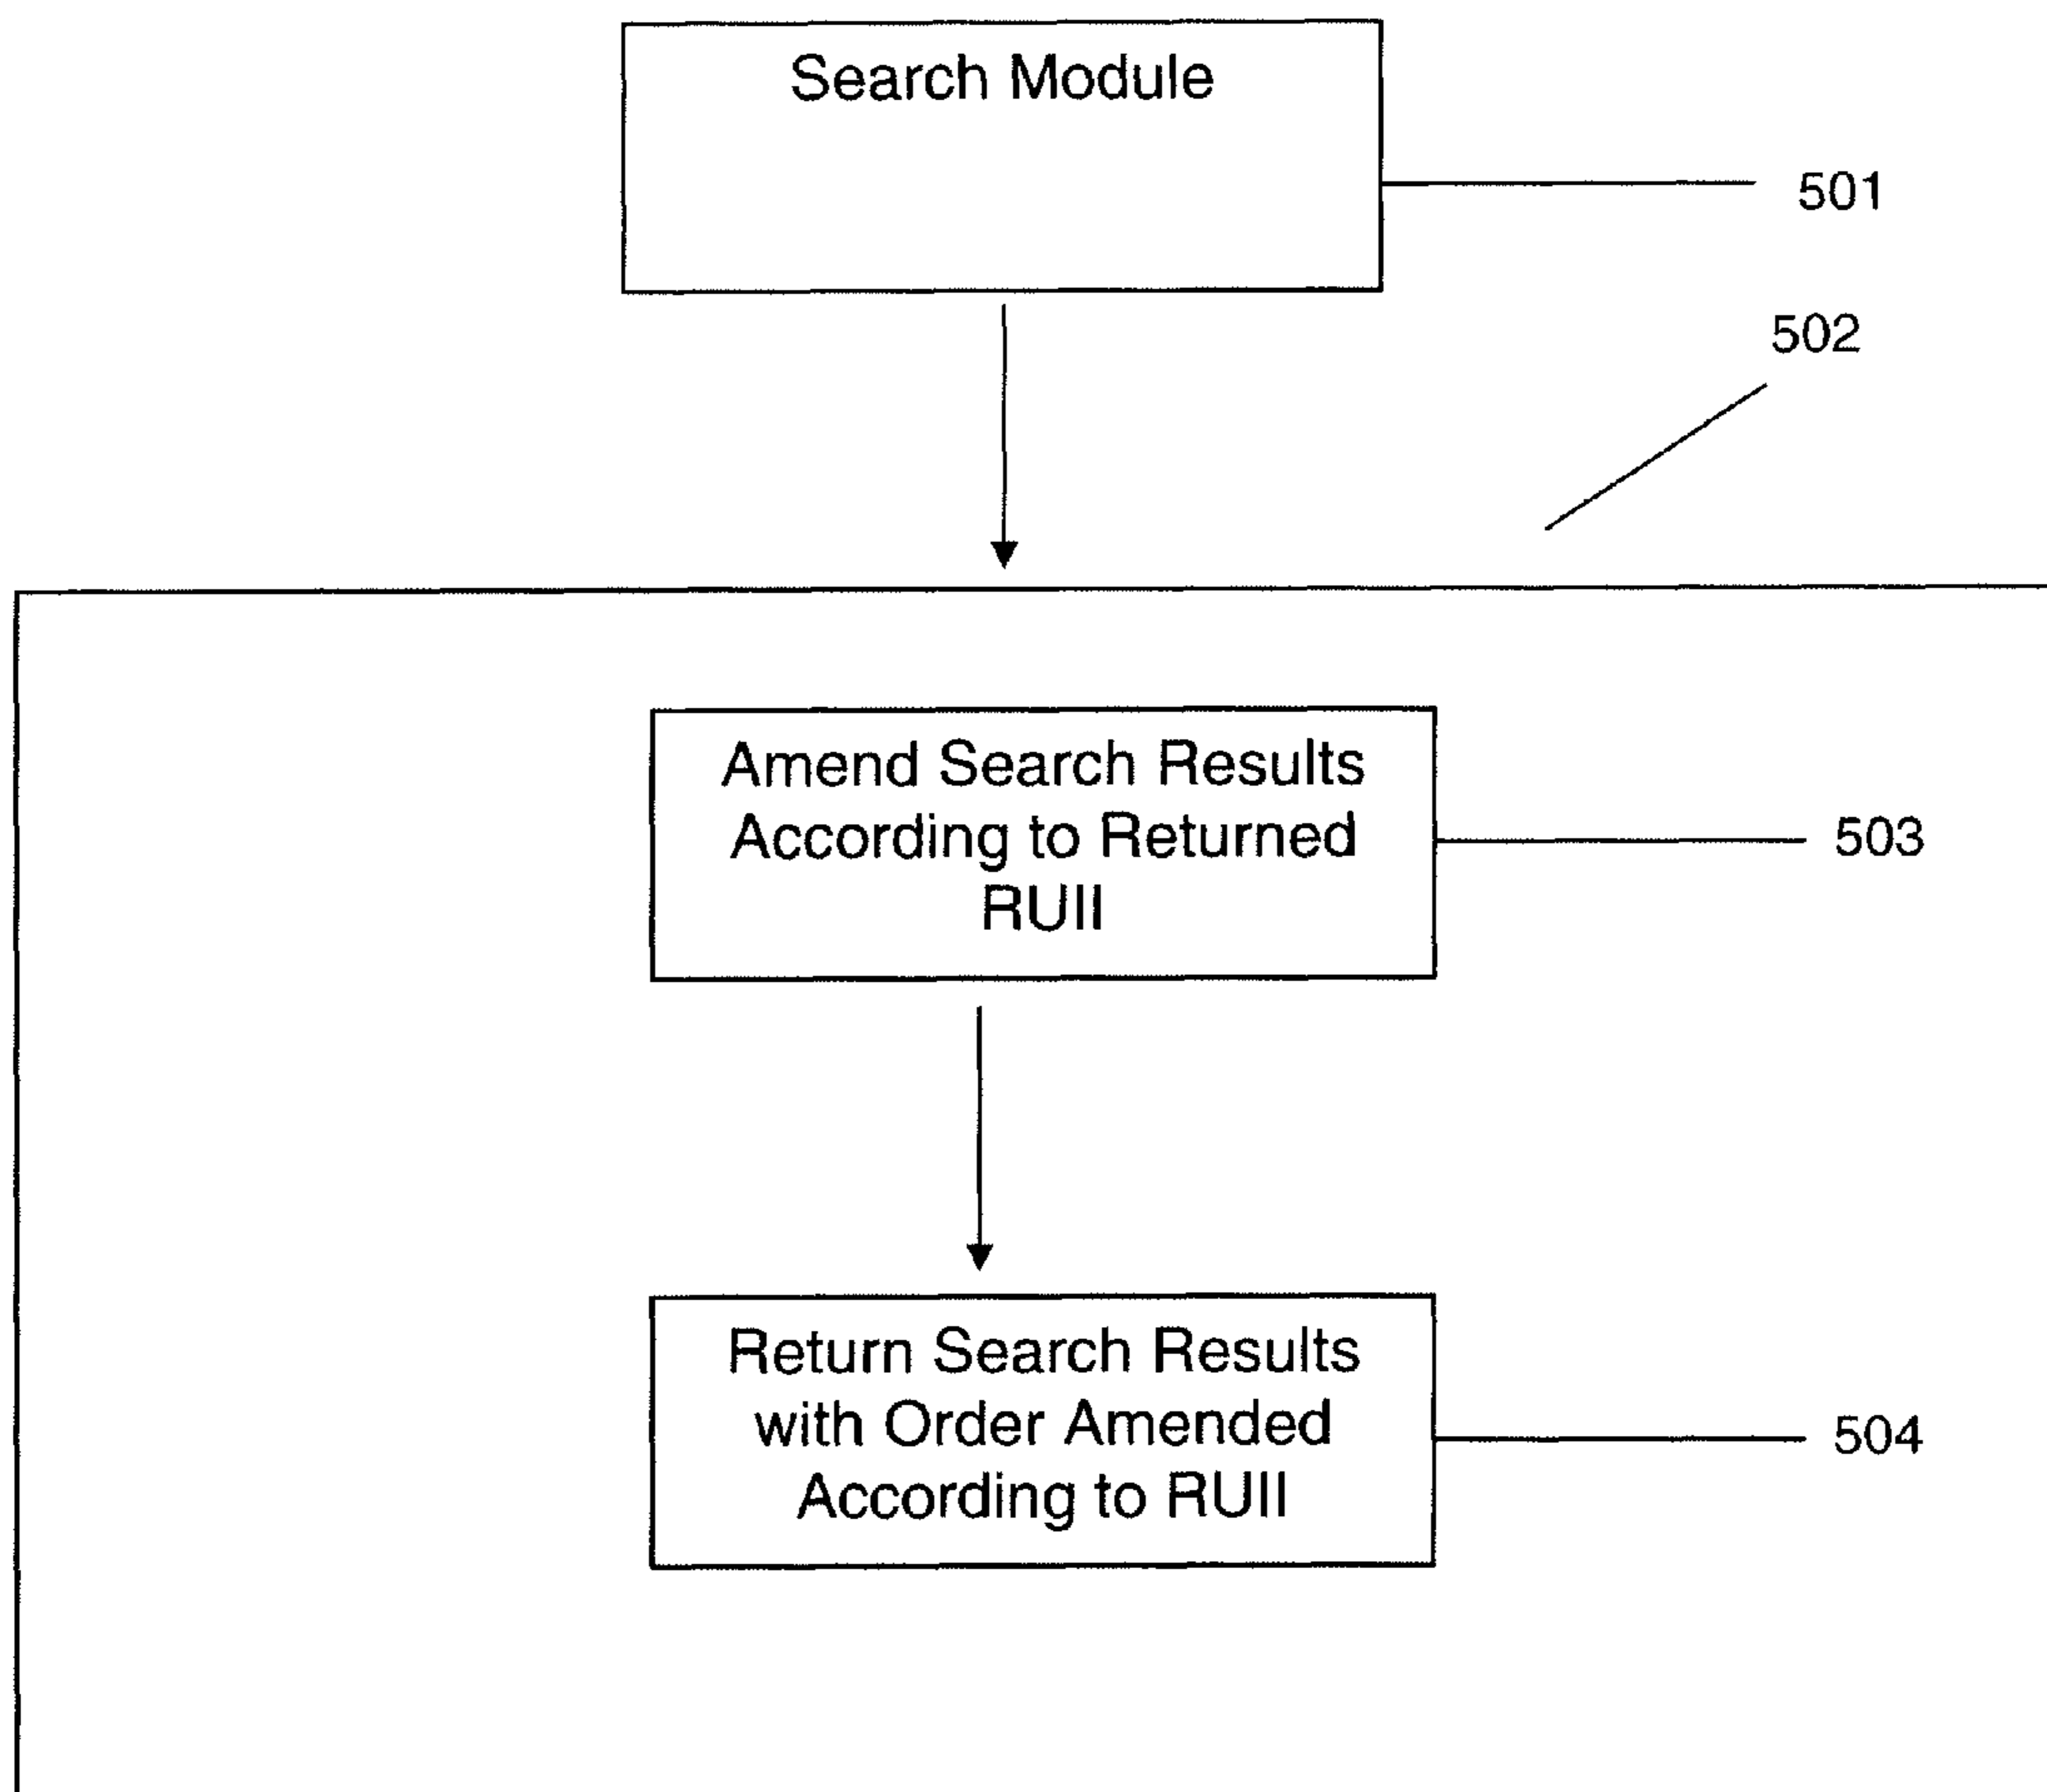 Search Module
501
502
Amend Search Results
According to Returned
RUII
503
Return Search Results
with Order Amended
According to RUII
504